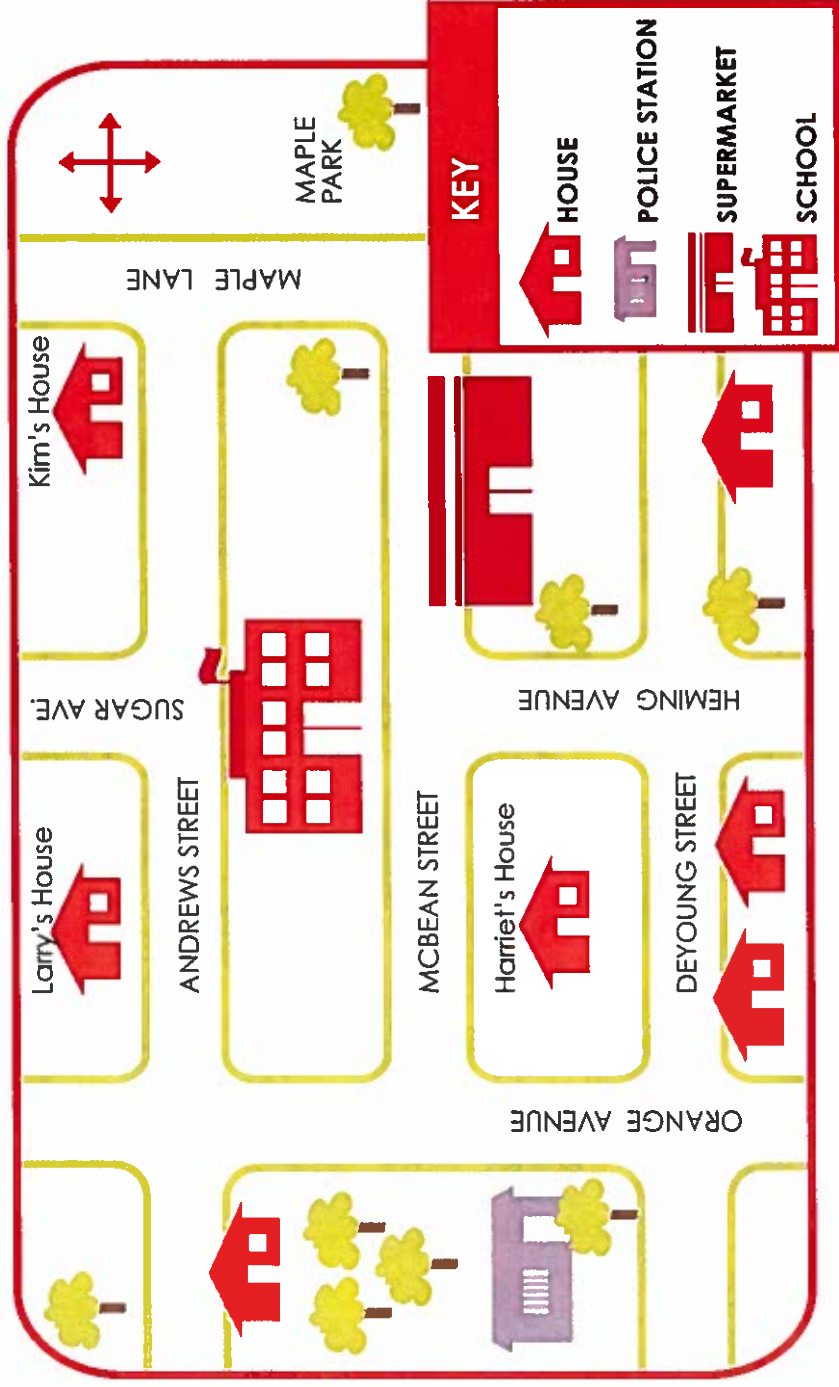 Larry's House
Kim's House
SUGAR AVE.
MAPLE LANE
ANDREWS STREET
MAPLE
PARK
MCBEAN STREET
Harriet's House
ORANGE AVENUE
HEMING AVENUE
DEYOUNG STREET
KEY
HOUSE
POLICE STATION
SUPERMARKET
SCHOOL